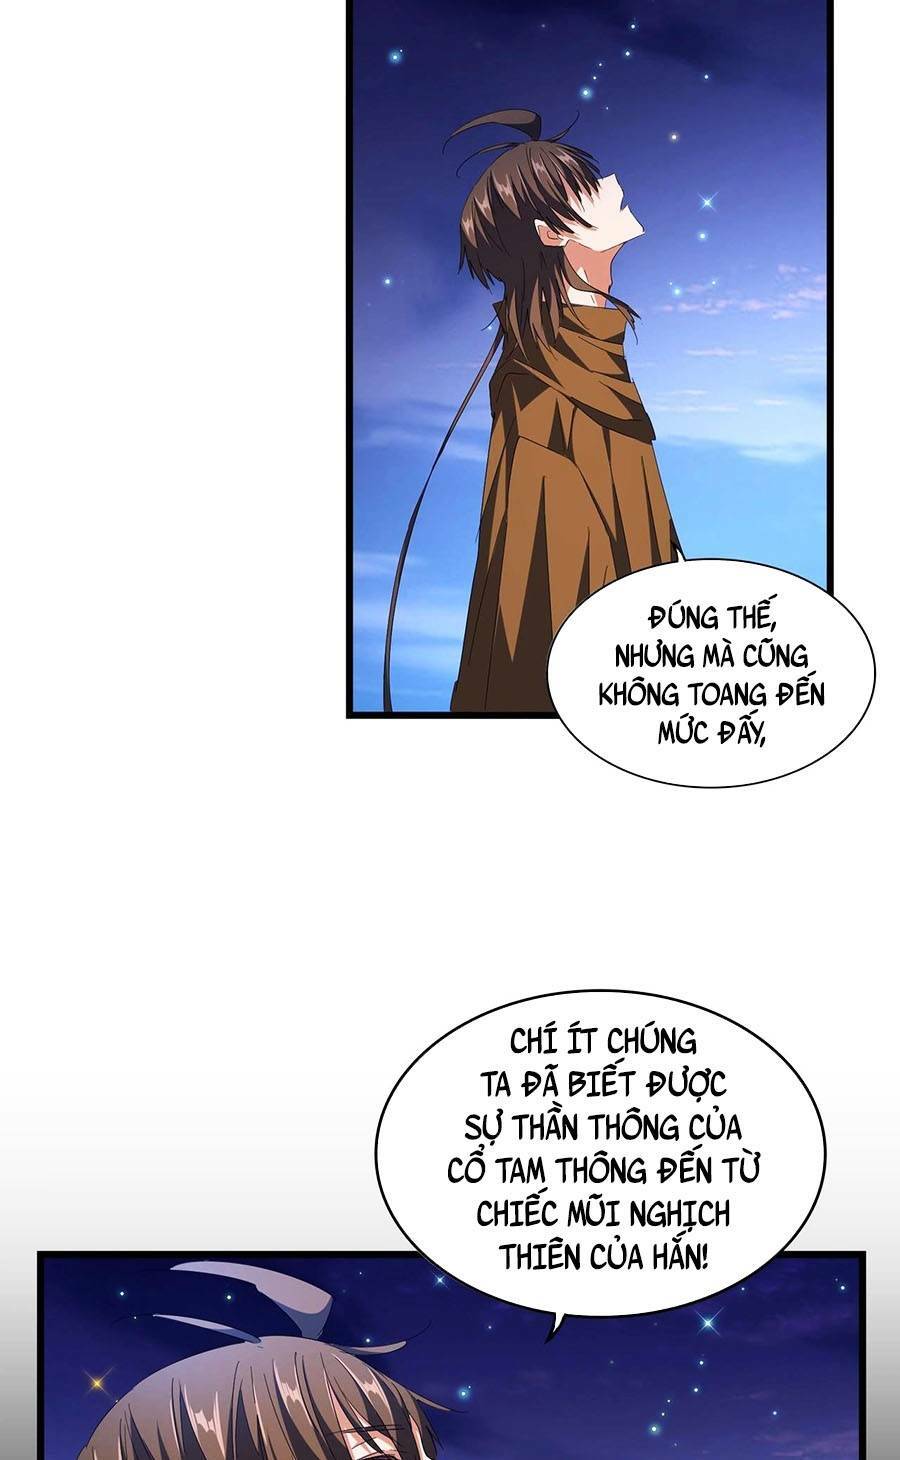 ĐÚNG THẾ,
NHƯNG MÀ CŨNG
KHÔNG TOANG ĐẾN
MỨC ĐẤY,
CHÍ ÍT CHÚNG
TA ĐÃ BIẾT ĐƯỢC
SỰ THẦN THÔNG CỦA
CỔ TAM THÔNG ĐẾN TỪ
CHIẾC MŨI NGHỊCH
THIÊN CỦA HẮN!